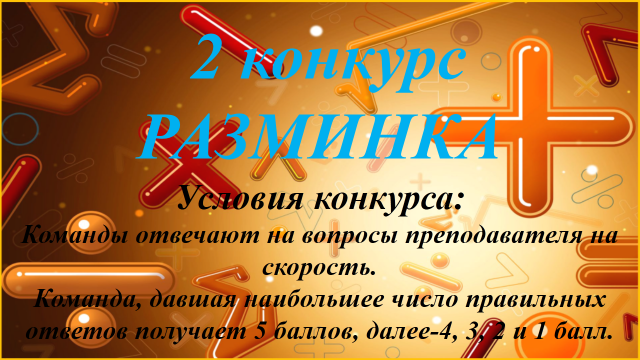 2 конкурс
РАЗМИНКА
Условия конкурса:
Команды отвечают на вопросы преподавателя на
скорость.
Команда, давшая наибольшее число правильных
ответов получает 5 баллов, далее-4, 3, 2 и 1 балл.